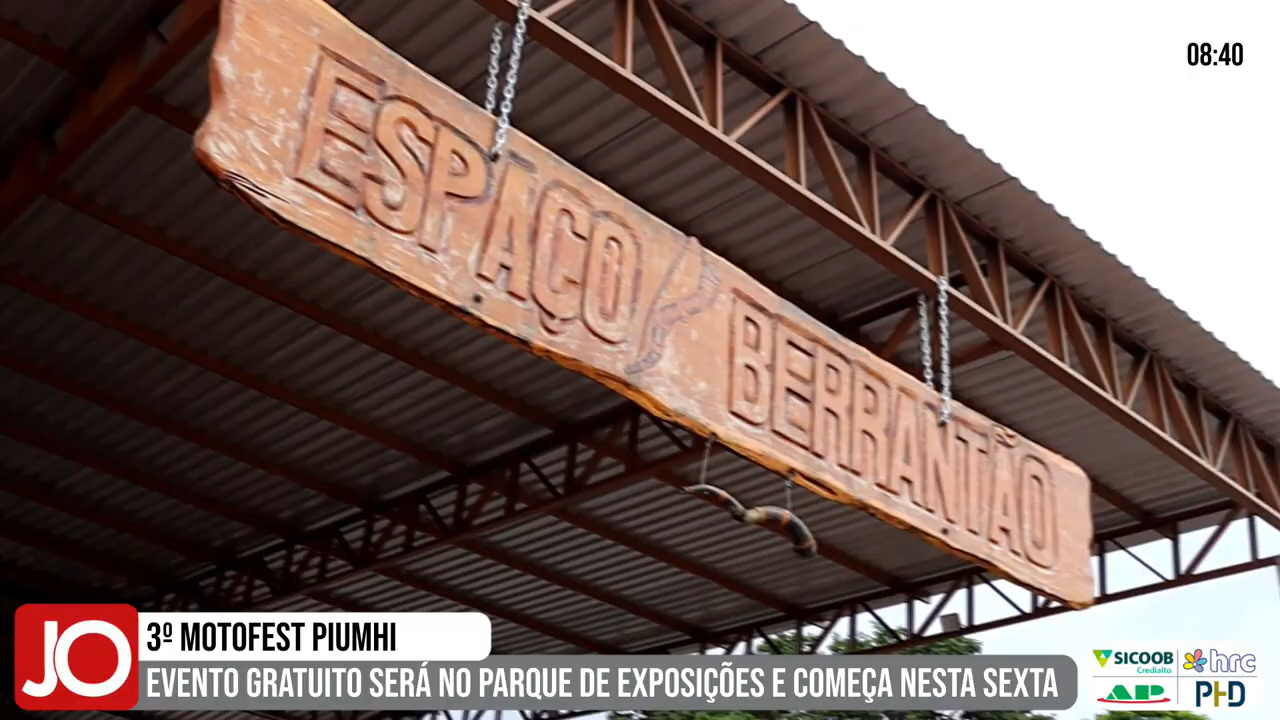 08:40
ESPAÇO BERRANTÃO
JO
3º MOTOFEST PIUMHI
EVENTO GRATUITO SERÁ NO PARQUE DE EXPOSIÇÕES E COMEÇA NESTA SEXTA
SICOOB
Credialto
hrc
AP
PHD